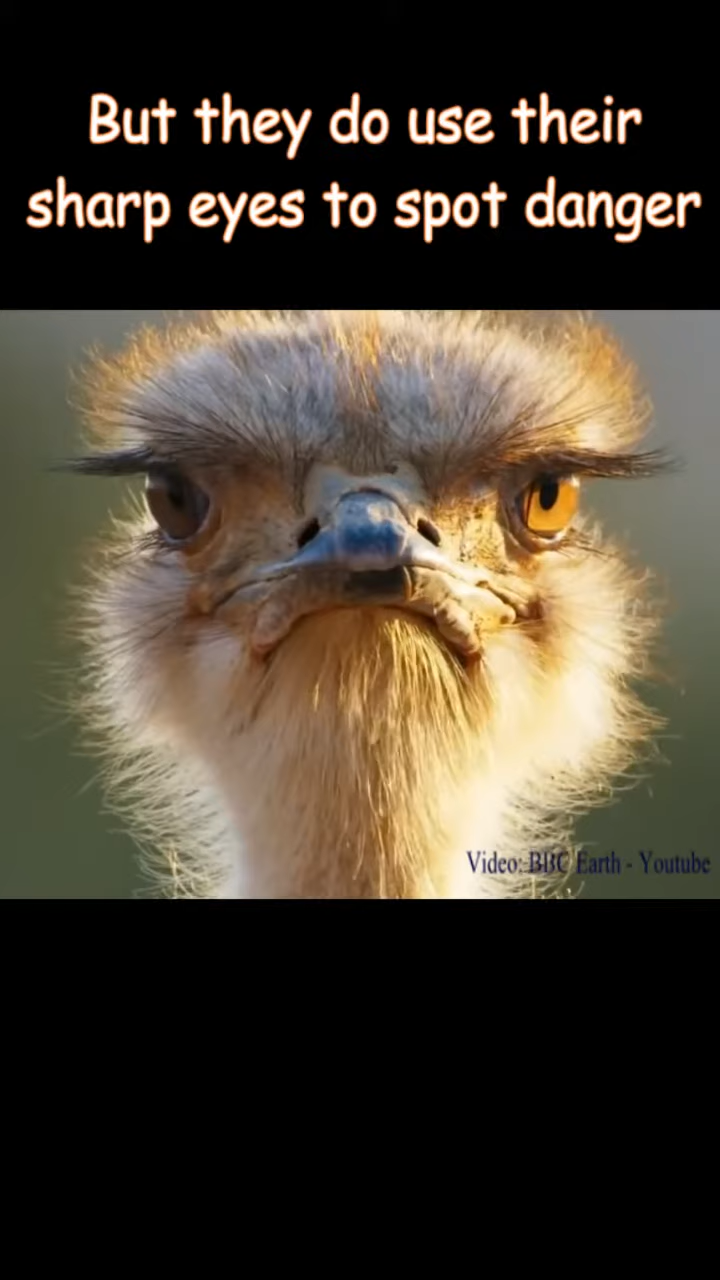 But they do use their
sharp eyes to spot danger
Video: BBC Earth - Youtube